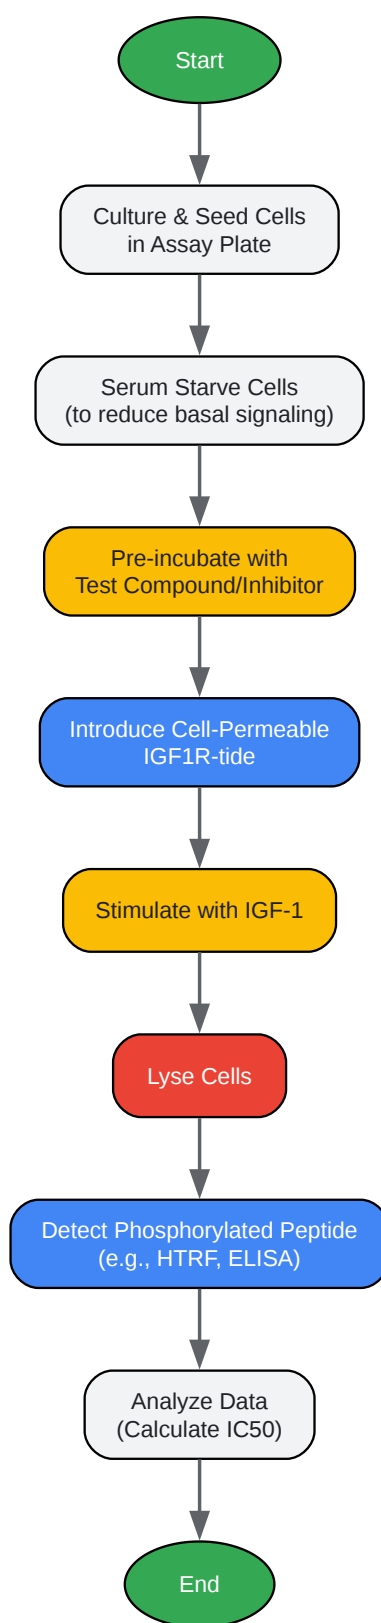 Start
Culture & Seed Cells
in Assay Plate
Serum Starve Cells
(to reduce basal signaling)
Pre-incubate with
Test Compound/Inhibitor
Introduce Cell-Permeable
IGF1R-tide
Stimulate with IGF-1
Lyse Cells
Detect Phosphorylated Peptide
(e.g., HTRF, ELISA)
Analyze Data
(Calculate IC50)
End